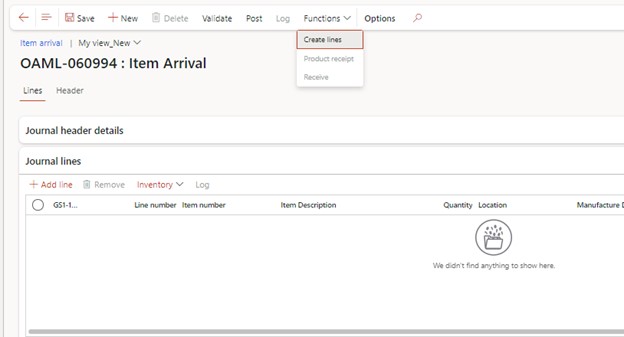 Save New Delete Validate Post Log Functions Options
Create lines
Product receipt
Receive
Item arrival | My view_New
OAML-060994 : Item Arrival
Lines Header
Journal header details
Journal lines
Add line Remove Inventory Log
GS1-1... Line number Item number Item Description Quantity Location Manufacture D
We didn't find anything to show here.